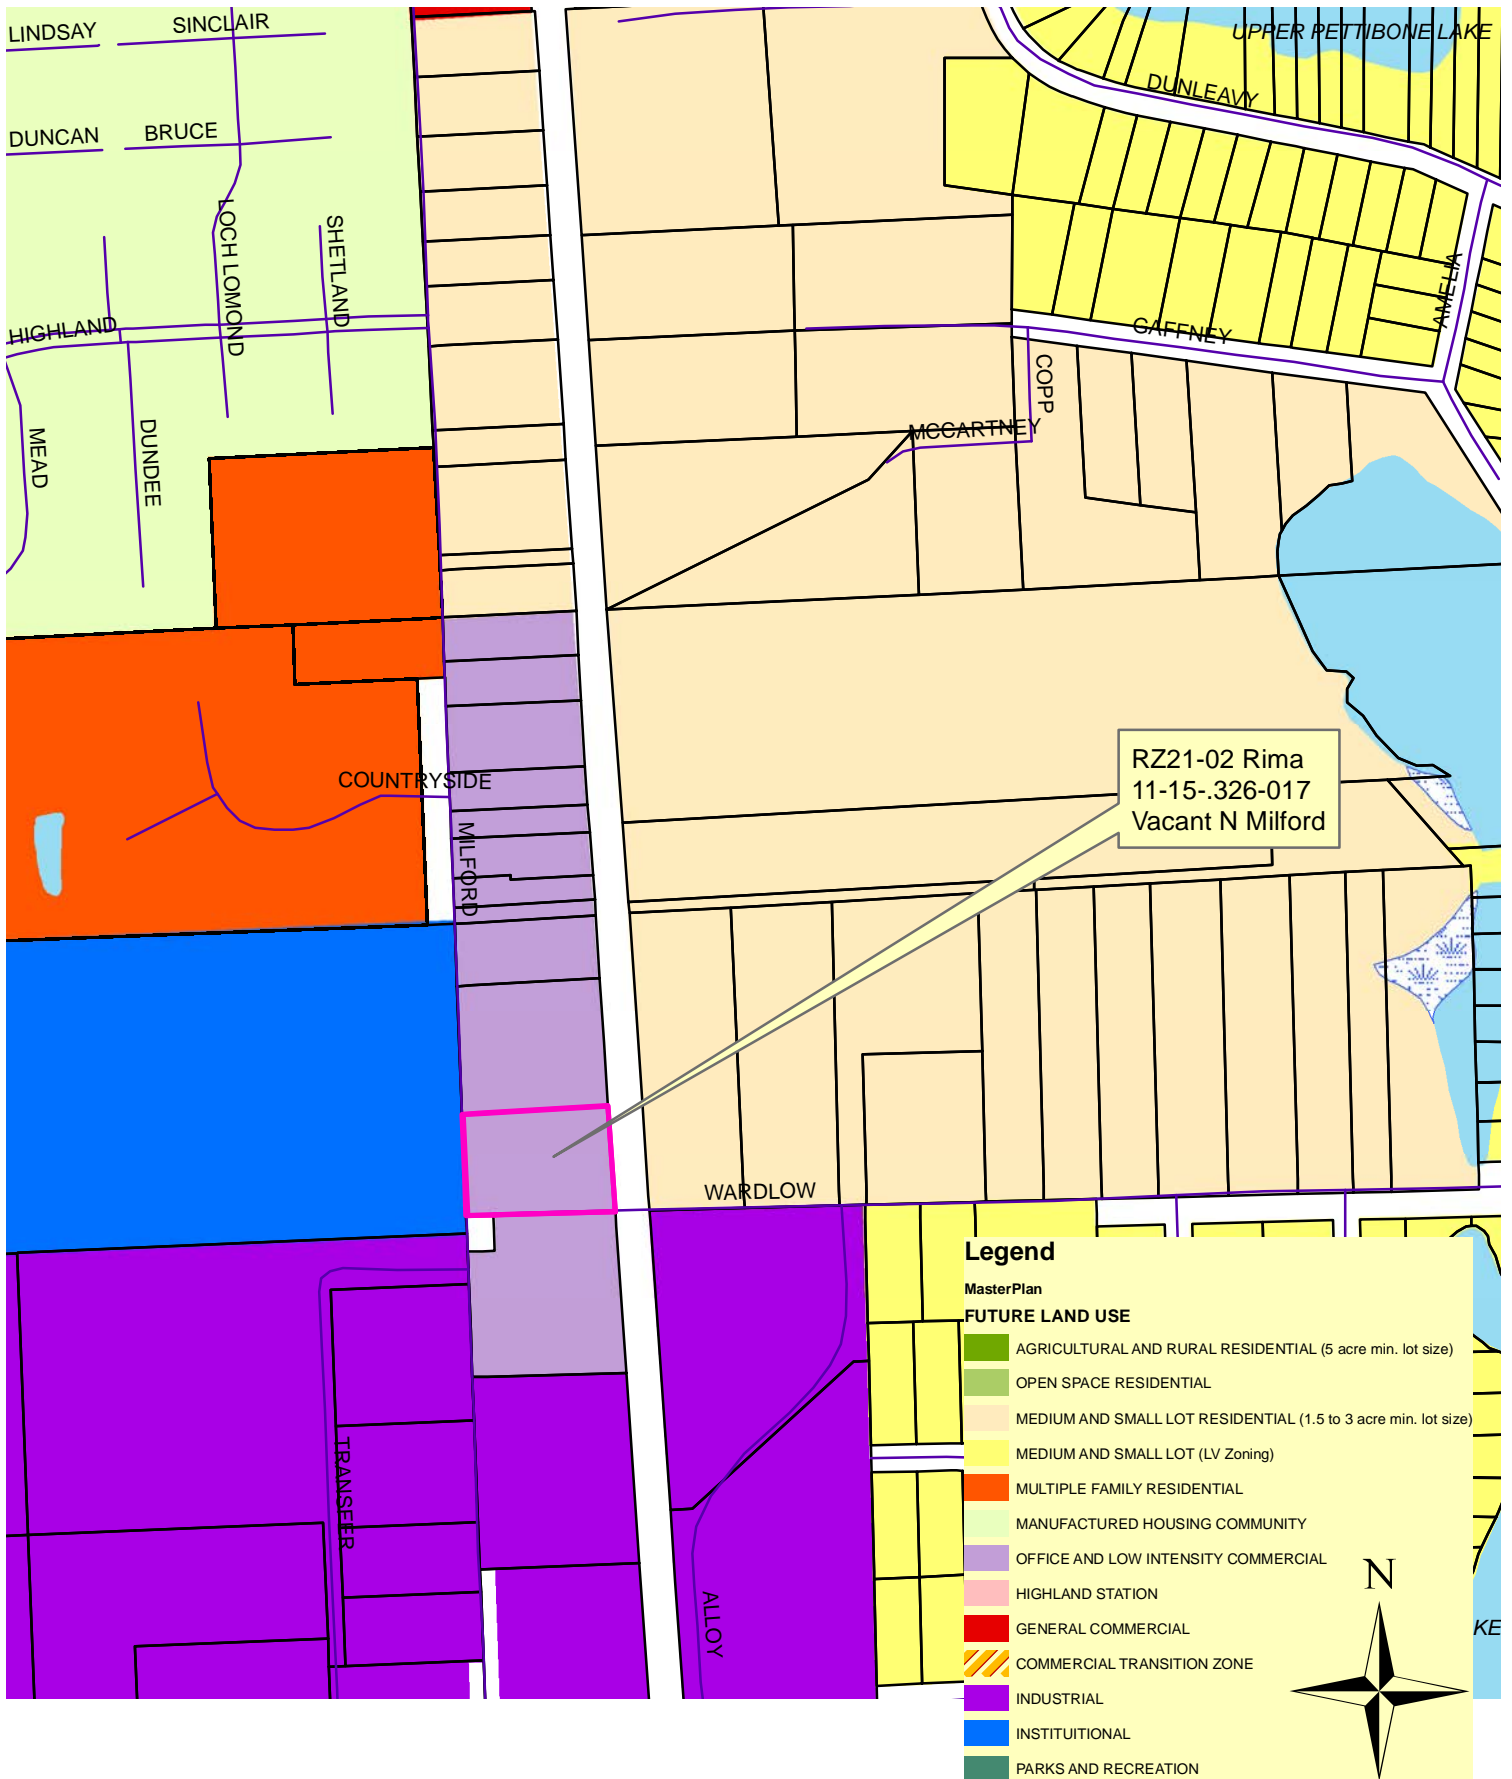 LINDSAY
SINCLAIR
UPPER PETTIBONE LAKE
DUNLEAVY
DUNCAN
BRUCE
LOCH LOMOND
SHETLAND
AMELIA
HIGHLAND
GAFFNEY
COPP
MCCARTNEY
MEAD
DUNDEE
RZ21-02 Rima
11-15-.326-017
Vacant N Milford
COUNTRYSIDE
MILFORD
WARDLOW
TRANSFER
ALLOY
Legend
MasterPlan
FUTURE LAND USE
AGRICULTURAL AND RURAL RESIDENTIAL (5 acre min. lot size)
OPEN SPACE RESIDENTIAL
MEDIUM AND SMALL LOT RESIDENTIAL (1.5 to 3 acre min. lot size)
MEDIUM AND SMALL LOT (LV Zoning)
MULTIPLE FAMILY RESIDENTIAL
MANUFACTURED HOUSING COMMUNITY
OFFICE AND LOW INTENSITY COMMERCIAL
HIGHLAND STATION
GENERAL COMMERCIAL
COMMERCIAL TRANSITION ZONE
INDUSTRIAL
INSTITUITIONAL
PARKS AND RECREATION
N
KE